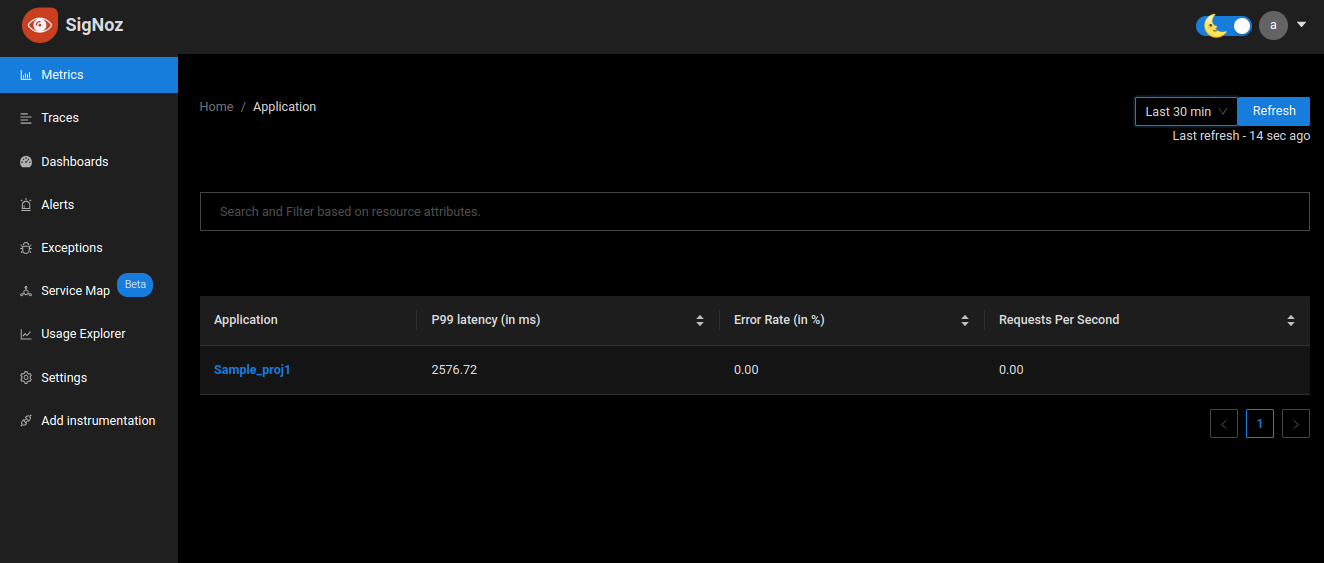 SigNoz
a
Metrics
Traces
Dashboards
Alerts
Exceptions
Service Map Beta
Usage Explorer
Settings
Add instrumentation
Home / Application
Last 30 min Refresh
Last refresh - 14 sec ago
Search and Filter based on resource attributes.
Application P99 latency (in ms) Error Rate (in %) Requests Per Second
Sample_proj1 2576.72 0.00 0.00
< 1 >